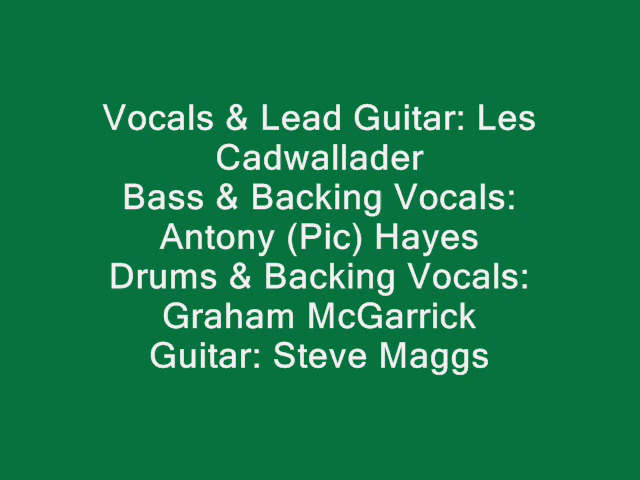 Vocals & Lead Guitar: Les
Cadwallader
Bass & Backing Vocals:
Antony (Pic) Hayes
Drums & Backing Vocals:
Graham McGarrick
Guitar: Steve Maggs